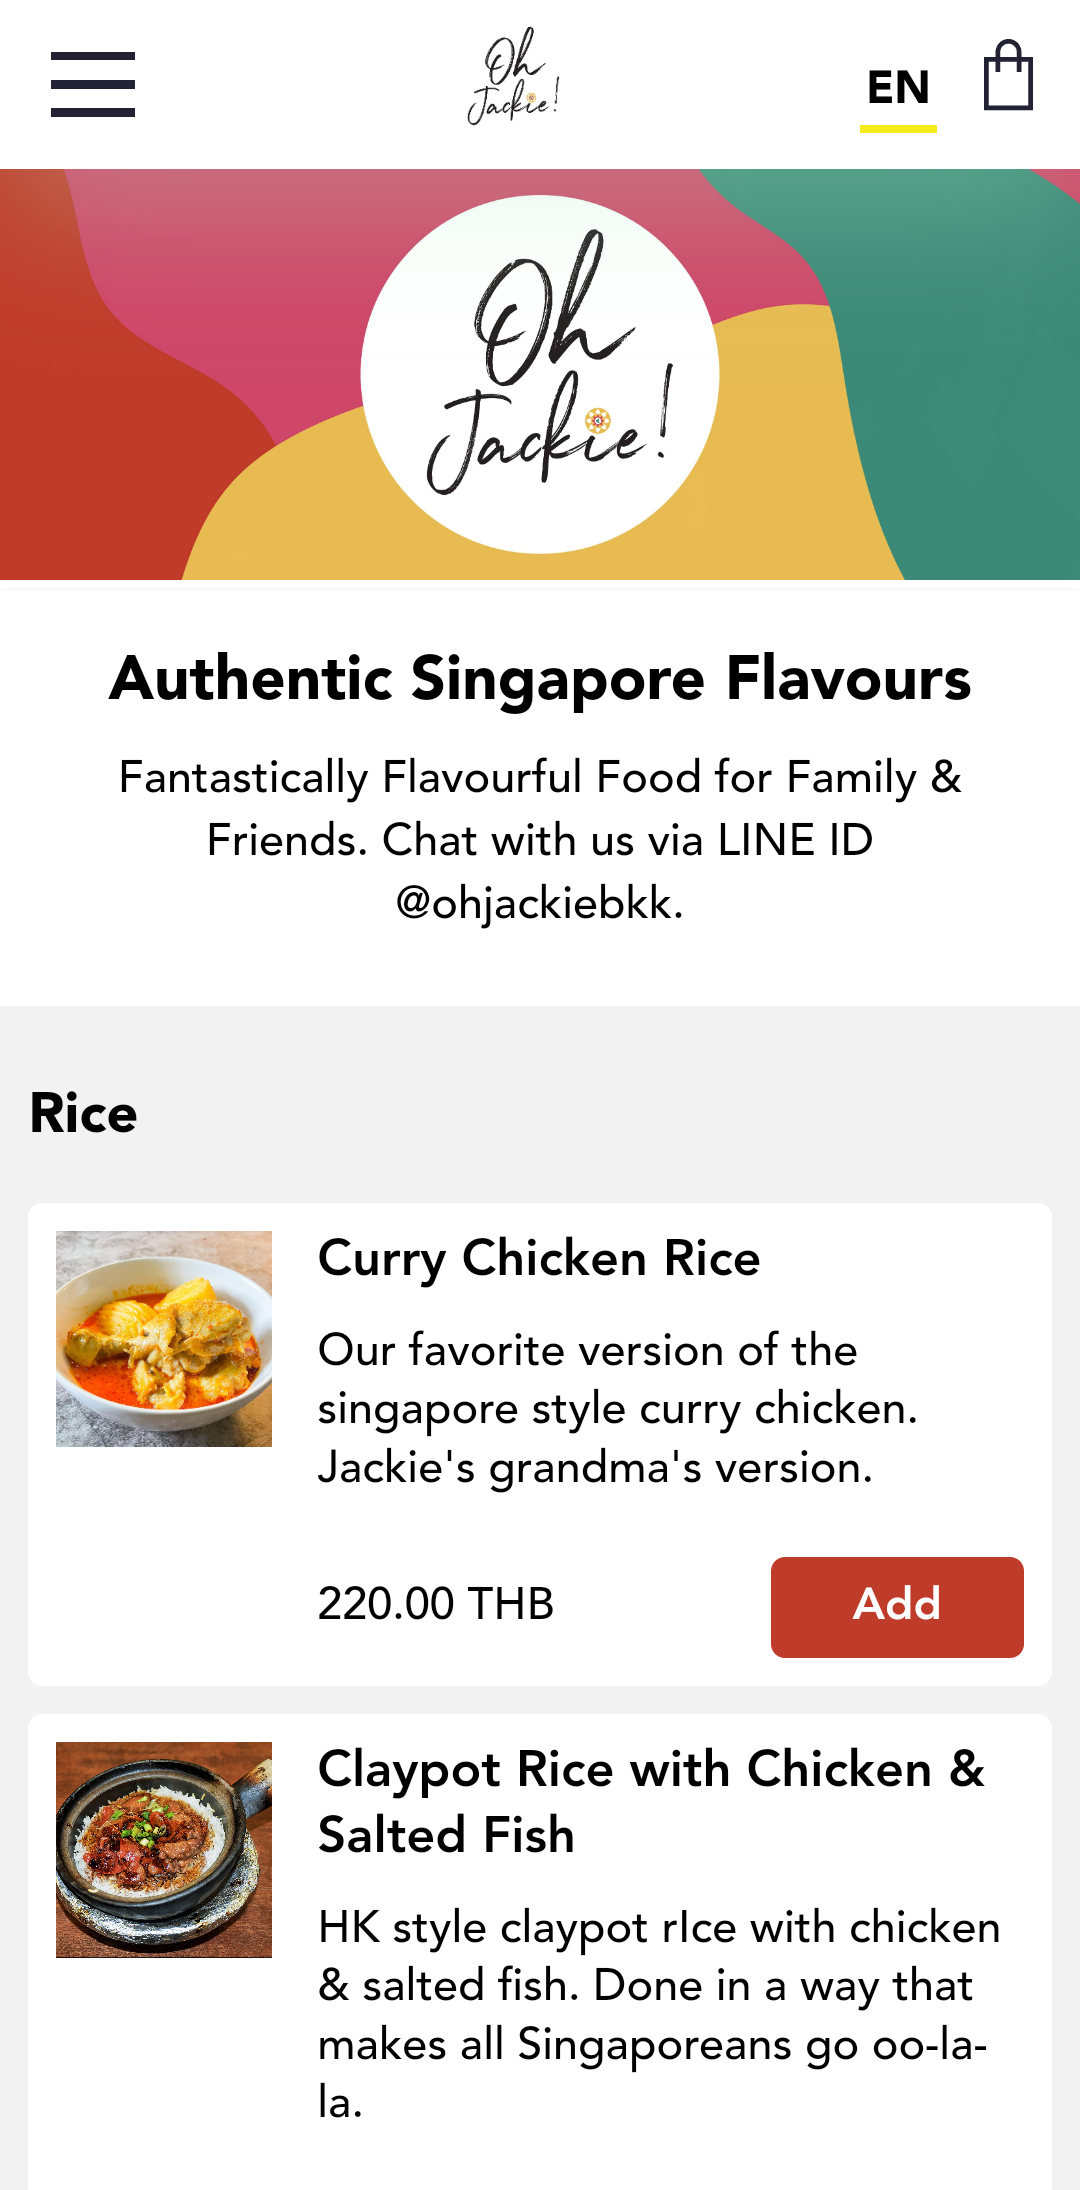 Oh
Jackie!
EN
Oh
Jackie!
Authentic Singapore Flavours
Fantastically Flavourful Food for Family &
Friends. Chat with us via LINE ID
@ohjackiebkk.
Rice
Curry Chicken Rice
Our favorite version of the
singapore style curry chicken.
Jackie's grandma's version.
220.00 THB
Add
Claypot Rice with Chicken &
Salted Fish
HK style claypot rIce with chicken
& salted fish. Done in a way that
makes all Singaporeans go oo-la-
la.